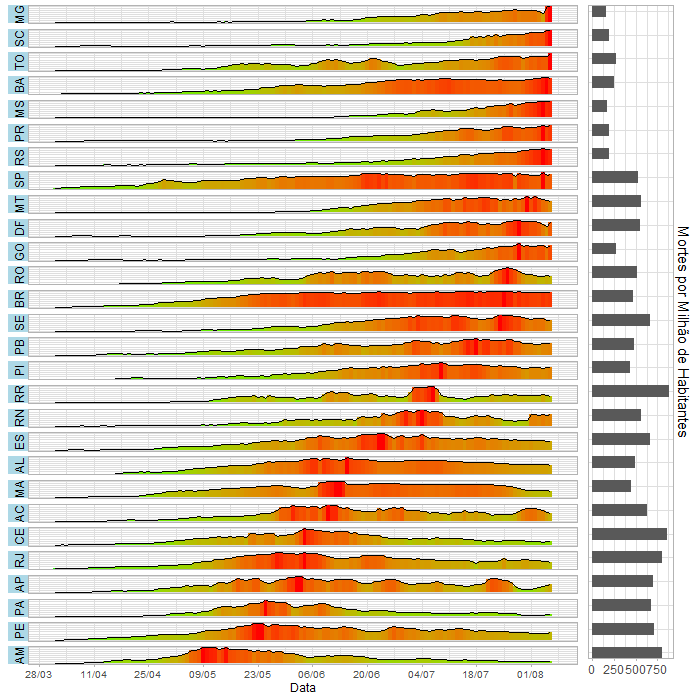 MG
SC
TO
BA
MS
PR
RS
SP
MT
DF
GO
RO
BR
SE
PB
PI
RR
RN
ES
AL
MA
AC
CE
RJ
AP
PA
PE
AM
28/03 11/04 25/04 09/05 23/05 06/06 20/06 04/07 18/07 01/08
Data
0 250 500 750
Mortes por Milhão de Habitantes